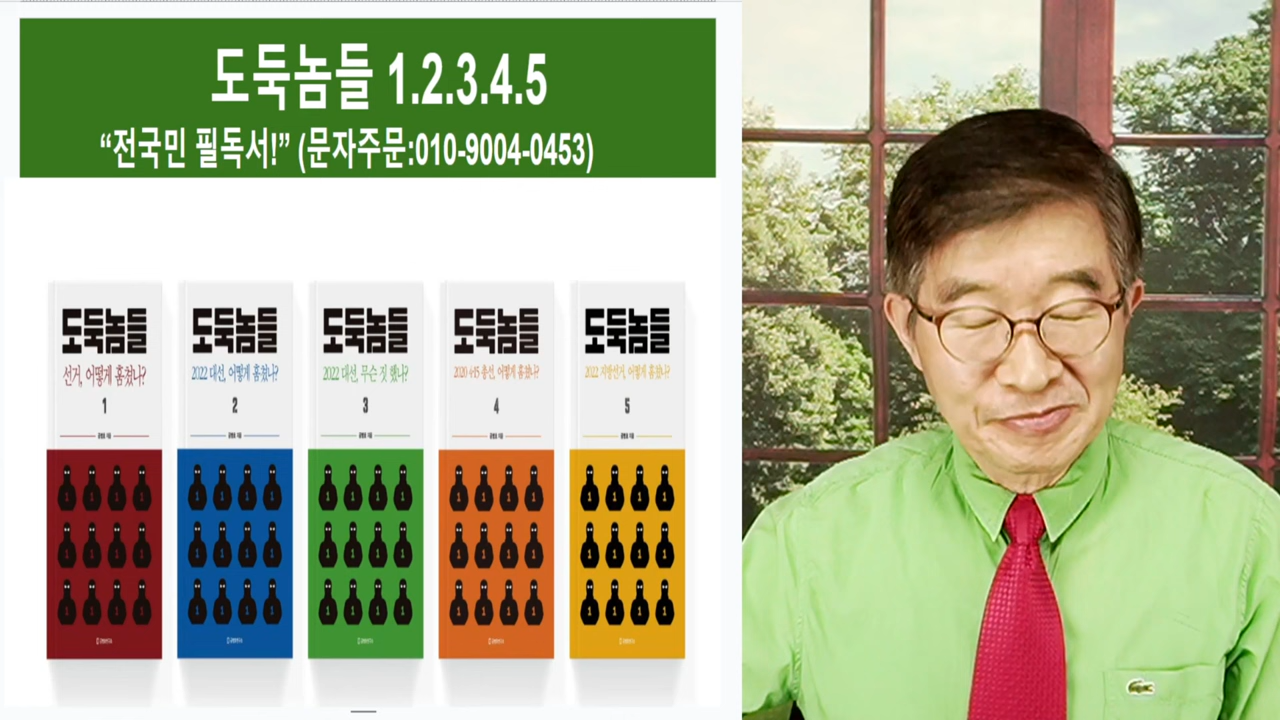 도둑놈들 1.2.3.4.5
“전국민 필독서!” (문자주문:010-9004-0453)
도둑놈들
선거, 어떻게 훔쳤나?
1
도둑놈들
2022 대선, 어떻게 훔쳤나?
2
도둑놈들
2022 대선, 무슨 짓 했나?
3
도둑놈들
2020 4·15 총선, 어떻게 훔쳤나?
4
도둑놈들
2022 지방선거, 어떻게 훔쳤나?
5